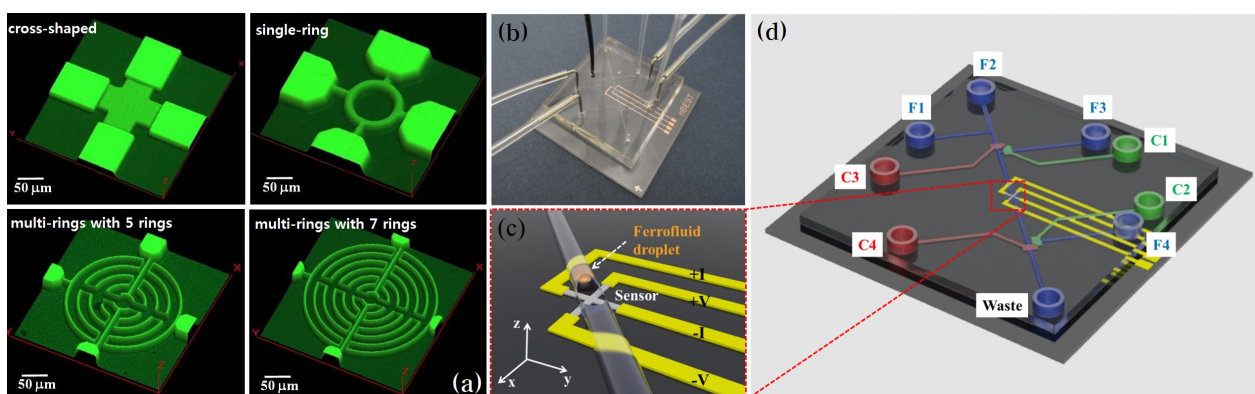 cross-shaped
X
Y
Z
50 μm
single-ring
X
Y
Z
50 μm
multi-rings with 5 rings
X
Y
Z
50 μm
multi-rings with 7 rings
X
Y
Z
50 μm
(a)
(b)
nBEST
+
(c)
Ferrofluid
droplet
Sensor
+I
+V
-I
-V
z
x
y
(d)
F2
F1
F3
C1
C3
C2
C4
F4
Waste